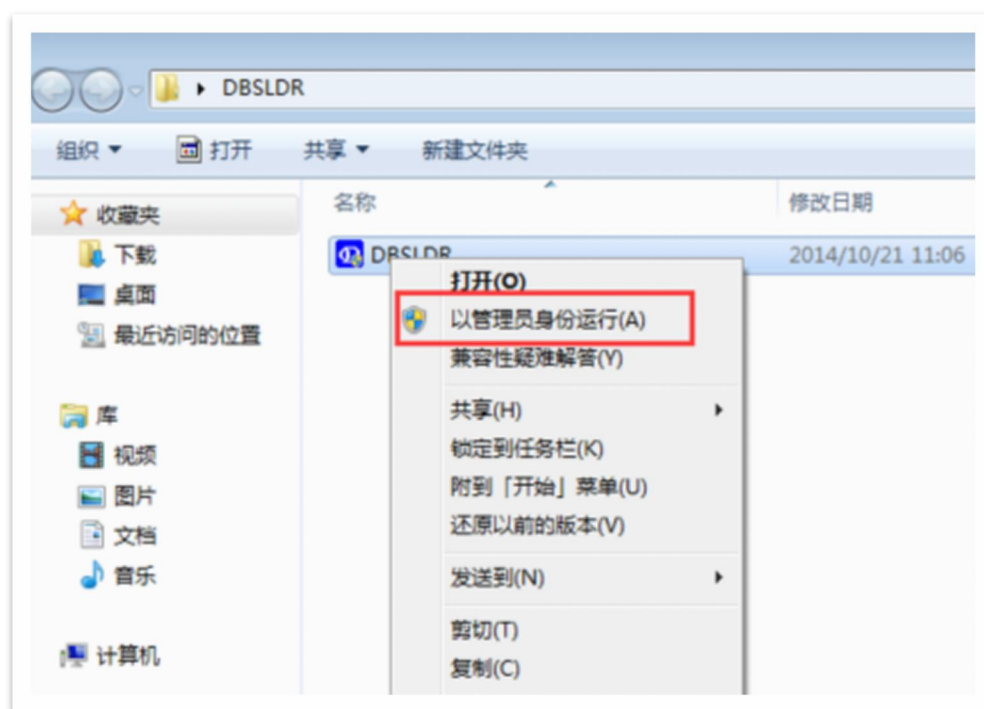 DBSLDR
组织 打开 共享 新建文件夹
名称 修改日期
收藏夹
下载
桌面
最近访问的位置
库
视频
图片
文档
音乐
计算机
DBSLDR 2014/10/21 11:06
打开(O)
以管理员身份运行(A)
兼容性疑难解答(Y)
共享(H)
锁定到任务栏(K)
附到「开始」菜单(U)
还原以前的版本(V)
发送到(N)
剪切(T)
复制(C)